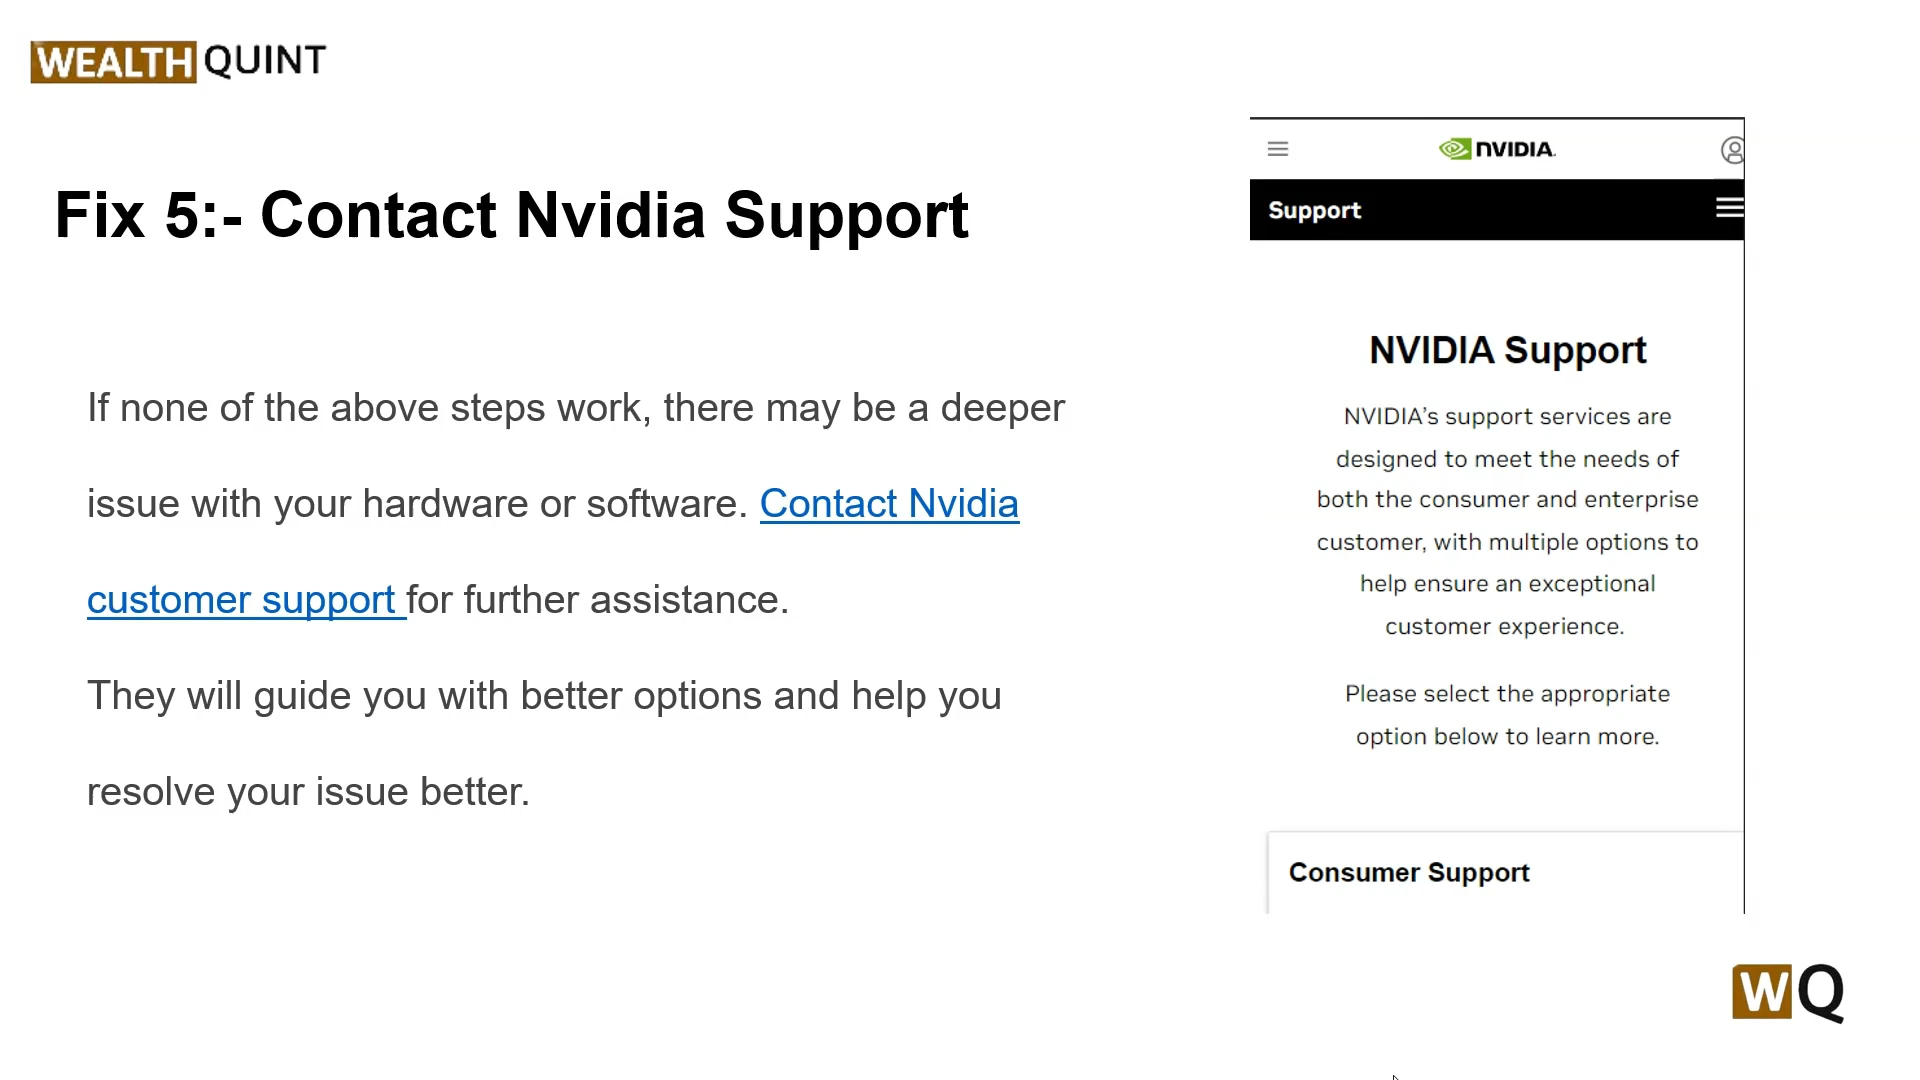 WEALTH QUINT
Fix 5:- Contact Nvidia Support
If none of the above steps work, there may be a deeper
issue with your hardware or software. Contact Nvidia
customer support for further assistance.
They will guide you with better options and help you
resolve your issue better.
NVIDIA.
Support
NVIDIA Support
NVIDIA’s support services are
designed to meet the needs of
both the consumer and enterprise
customer, with multiple options to
help ensure an exceptional
customer experience.
Please select the appropriate
option below to learn more.
Consumer Support
WQ